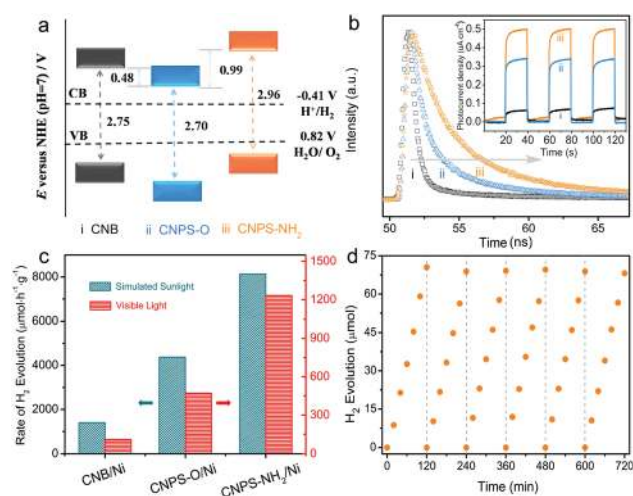 a
E versus NHE (pH=7) / V
CB
VB
0.48
0.99
2.75
2.70
2.96
-0.41 V
H⁺/H₂
0.82 V
H₂O/ O₂
i CNB
ii CNPS-O
iii CNPS-NH₂
b
Intensity (a.u.)
i
ii
iii
50 55 60 65
Time (ns)
Photocurrent density (uA cm⁻²)
0.5
0.4
0.3
0.2
0.1
0.0
iii
ii
i
0 20 40 60 80 100 120
Time (s)
c
Rate of H₂ Evolution (μmol·h⁻¹·g⁻¹)
8000
6000
4000
2000
0
Simulated Sunlight
Visible Light
1500
1200
900
600
300
0
CNB/Ni
CNPS-O/Ni
CNPS-NH₂/Ni
d
H₂ Evolution (μmol)
75
60
45
30
15
0
0 120 240 360 480 600 720
Time (min)